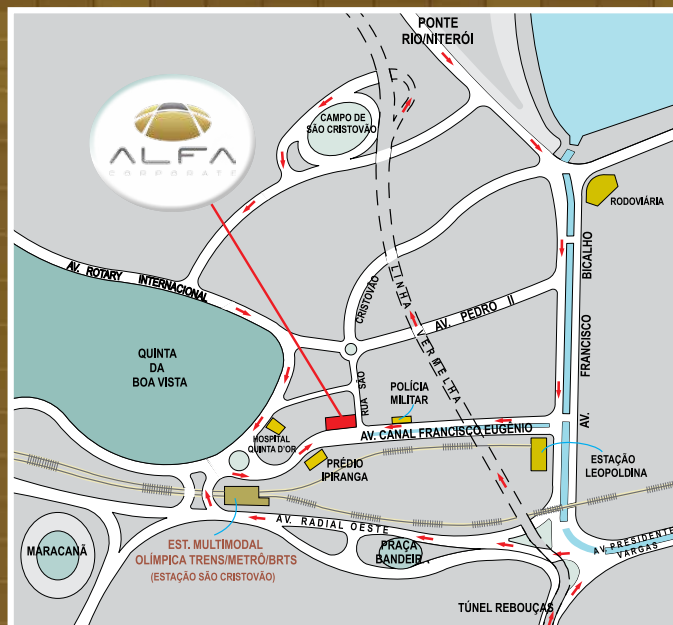 PONTE
RIO/NITERÓI
ALFA
CORPORATE
CAMPO DE
SÃO CRISTOVÃO
RODOVIÁRIA
AV. ROTARY INTERNACIONAL
RUA SÃO CRISTOVÃO
LINHA VERMELHA
AV. PEDRO II
AV. FRANCISCO BICALHO
QUINTA
DA
BOA VISTA
POLÍCIA
MILITAR
HOSPITAL
QUINTA D'OR
AV. CANAL FRANCISCO EUGÊNIO
PRÉDIO
IPIRANGA
ESTAÇÃO
LEOPOLDINA
AV. RADIAL OESTE
MARACANÃ
EST. MULTIMODAL
OLÍMPICA TRENS/METRÔ/BRTS
(ESTAÇÃO SÃO CRISTOVÃO)
PRAÇA
BANDEIR
AV. PRESIDENTE
VARGAS
TÚNEL REBOUÇAS